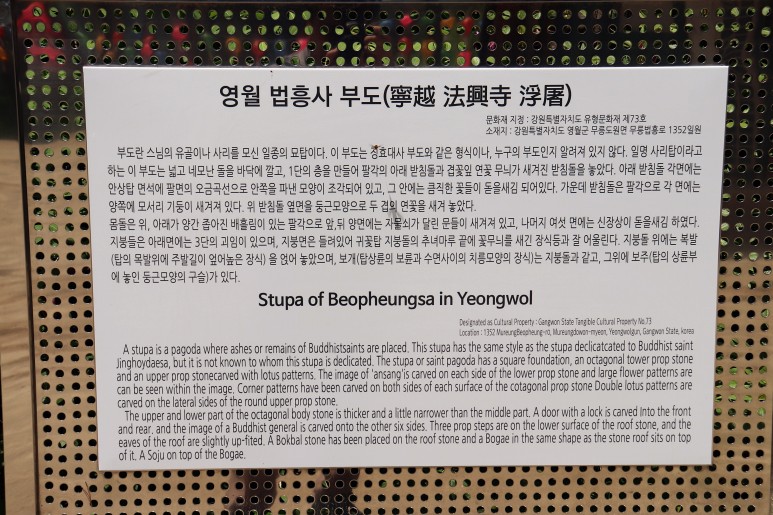 영월 법흥사 부도(寧越 法興寺 浮屠)
문화재 지정 : 강원특별자치도 유형문화재 제73호
소재지 : 강원특별자치도 영월군 무릉도원면 무릉법흥로 1352일원
부도란 스님의 유골이나 사리를 모신 일종의 묘탑이다. 이 부도는 징효대사 부도와 같은 형식이나, 누구의 부도인지 알려져 있지 않다. 일명 사리탑이라고
하는 이 부도는 넓고 네모난 돌을 바닥에 깔고, 1단의 층을 만들어 팔각의 아래 받침돌과 겹꽃잎 연꽃 무늬가 새겨진 받침돌을 놓았다. 아래 받침돌 각면에는
안상탑 면석에 팔면의 오금곡선으로 안쪽을 파낸 모양이 조각되어 있고, 그 안에는 큼직한 꽃들이 돋을새김 되어있다. 가운데 받침돌은 팔각으로 각 면에는
양쪽에 모서리 기둥이 새겨져 있다. 위 받침돌 옆면을 둥근모양으로 두 겹잎 연꽃을 새겨 놓았다.
몸돌은 위, 아래가 양간 좁아진 배흘림이 있는 팔각으로 앞,뒤 양면에는 자물쇠가 달린 문들이 새겨져 있고, 나머지 여섯 면에는 신장상이 돋을새김 하였다.
지붕돌은 아래면에는 3단의 괴임이 있으며, 지붕면은 들려있어 귀꽃탑 지붕돌의 추녀마루 끝에 꽃무늬를 새긴 장식등과 잘 어울린다. 지붕돌 위에는 복발
(탑의 목발위에 주발같이 엎어높은 장식) 을 얹어 놓았으며, 보개(탑상륜의 보륜과 수면사이의 치룡모양의 장식)는 지붕돌과 같고, 그위에 보주(탑의 상륜부
에 놓인 둥근모양의 구슬)가 있다.
Stupa of Beopheungsa in Yeongwol
Designated as Cultural Property : Gangwon State Tangible Cultural Property No.73
Location : 1352 MureungBeopheung-ro, Mureungdowon-myeon, Yeongwolgun, Gangwon State, korea
A stupa is a pagoda where ashes or remains of Buddhistsaints are placed. This stupa has the same style as the stupa declicatcated to Buddhist saint
Jinghoydaesa, but it is not known to whom this stupa is declicated. The stupa or saint pagoda has a square foundation, an octagonal tower prop stone
and an upper prop stonecarved with lotus patterns. The image of 'ansang'is carved on each side of the lower prop stone and large flower patterns are
can be seen within the image. Corner patterns have been carved on both sides of each surface of the cotagonal prop stone Double lotus patterns are
carved on the lateral sides of the round upper prop stone.
The upper and lower part of the octagonal body stone is thicker and a little narrower than the middle part. A door with a lock is carved Into the front
and rear, and the image of a Buddhist general is carved onto the other six sides. Three prop steps are on the lower surface of the roof stone, and the
eaves of the roof are slightly up-fited. A Bokbal stone has been placed on the roof stone and a Bogae in the same shape as the stone roof sits on top
of it. A Soju on top of the Bogae.